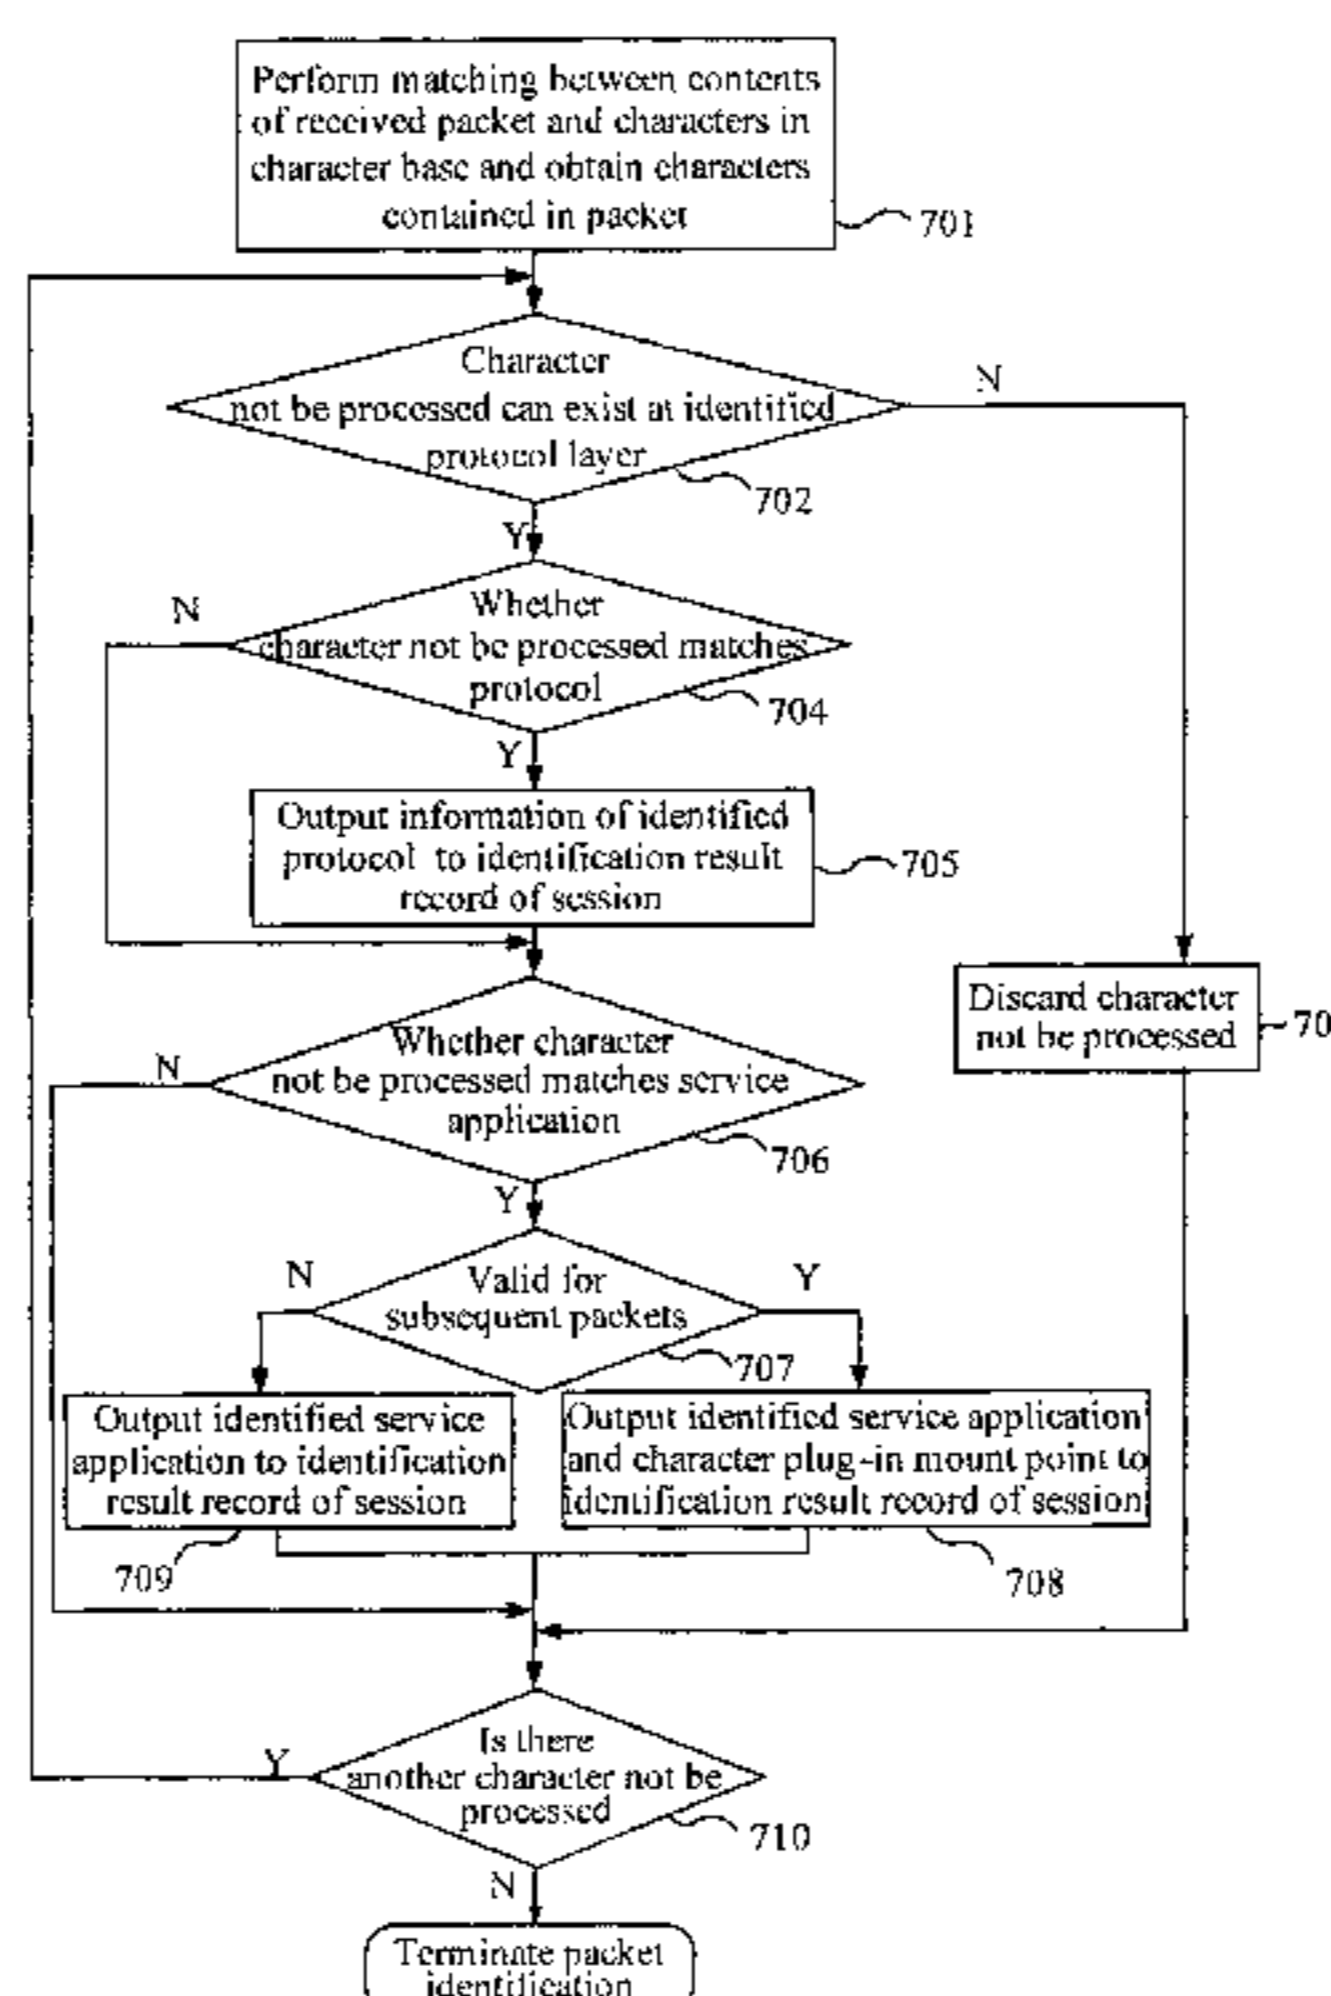 Perform matching between contents
of received packet and characters in
character base and obtain characters
contained in packet
701
Character
not be processed can exist at identified
protocol layer
N
702
Y
Whether
character not be processed matches
protocol
N
704
Y
Output information of identified
protocol to identification result
record of session
705
Discard character
not be processed
70
Whether character
not be processed matches service
application
N
706
Y
Valid for
subsequent packets
N
Y
707
Output identified service
application to identification
result record of session
709
Output identified service application
and character plug-in mount point to
identification result record of session
708
Is there
another character not be
processed
Y
710
N
Terminate packet
identification